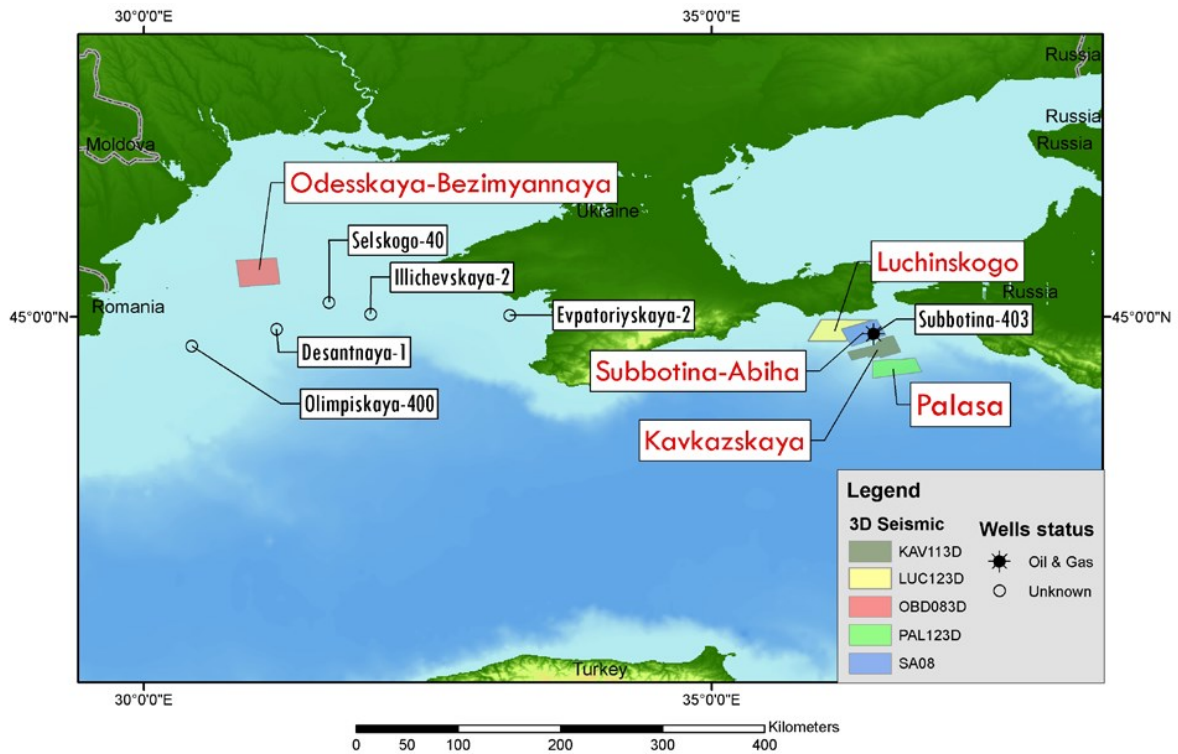 30°0'0"E
35°0'0"E
Russia
Russia
Moldova
Russia
Odesskaya-Bezimyannaya
Ukraine
Selskogo-40
Luchinskogo
Illichevskaya-2
Russia
Romania
45°0'0"N
Evpatoriyskaya-2
Subbotina-403
45°0'0"N
Desantnaya-1
Subbotina-Abiha
Olimpiskaya-400
Palasa
Kavkazskaya
Legend
3D Seismic
KAV113D
LUC123D
OBD083D
PAL123D
SA08
Wells status
Oil & Gas
Unknown
Turkey
30°0'0"E
35°0'0"E
Kilometers
0 50 100 200 300 400